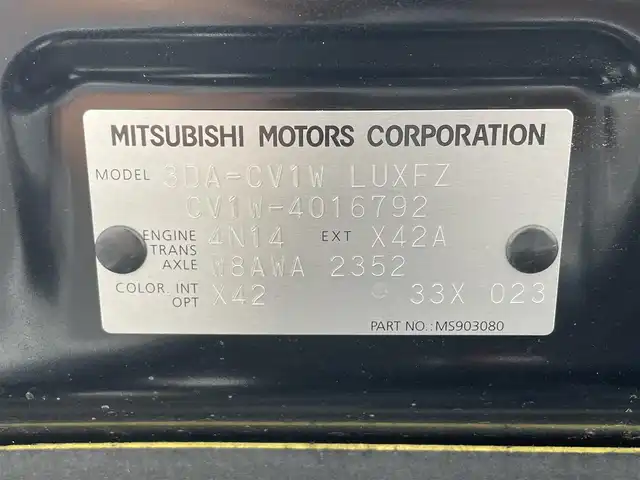 MITSUBISHI MOTORS CORPORATION
MODEL 3DA-CV1W LUXFZ
CV1W-4016792
ENGINE 4N14 EXT X42A
TRANS
AXLE W8AWA 2352
COLOR. INT X42 33X 023
OPT
PART NO.: MS903080